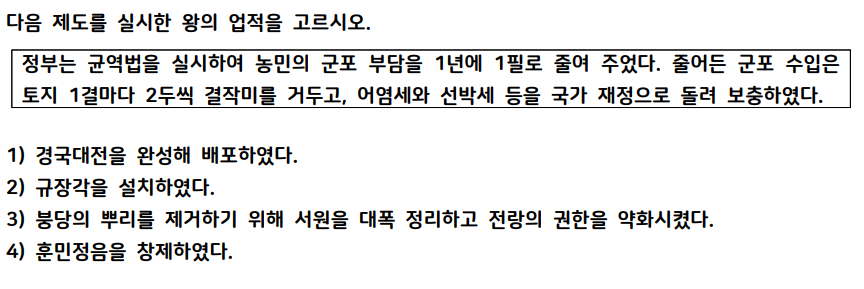 다음 제도를 실시한 왕의 업적을 고르시오.
정부는 균역법을 실시하여 농민의 군포 부담을 1년에 1필로 줄여 주었다. 줄어든 군포 수입은
토지 1결마다 2두씩 결작미를 거두고, 어염세와 선박세 등을 국가 재정으로 돌려 보충하였다.
1) 경국대전을 완성해 배포하였다.
2) 규장각을 설치하였다.
3) 붕당의 뿌리를 제거하기 위해 서원을 대폭 정리하고 전랑의 권한을 약화시켰다.
4) 훈민정음을 창제하였다.